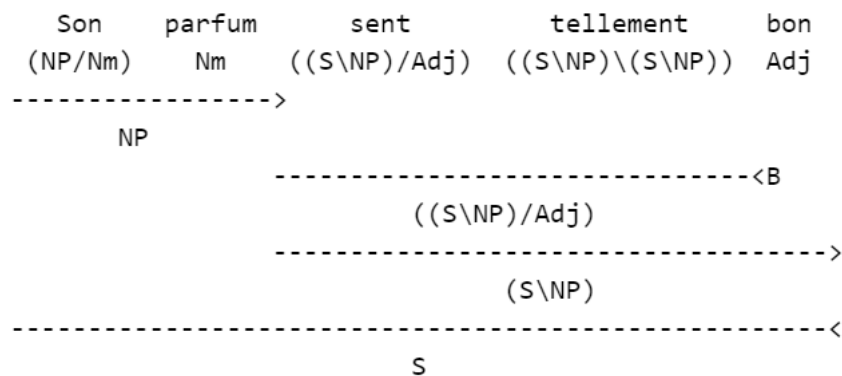 Son parfum sent tellement bon
(NP/Nm) Nm ((S\NP)/Adj) ((S\NP)\(S\NP)) Adj
----------------->
NP
-------------------------------<B
((S\NP)/Adj)
------------------------------------>
(S\NP)
-----------------------------------------------------<
S